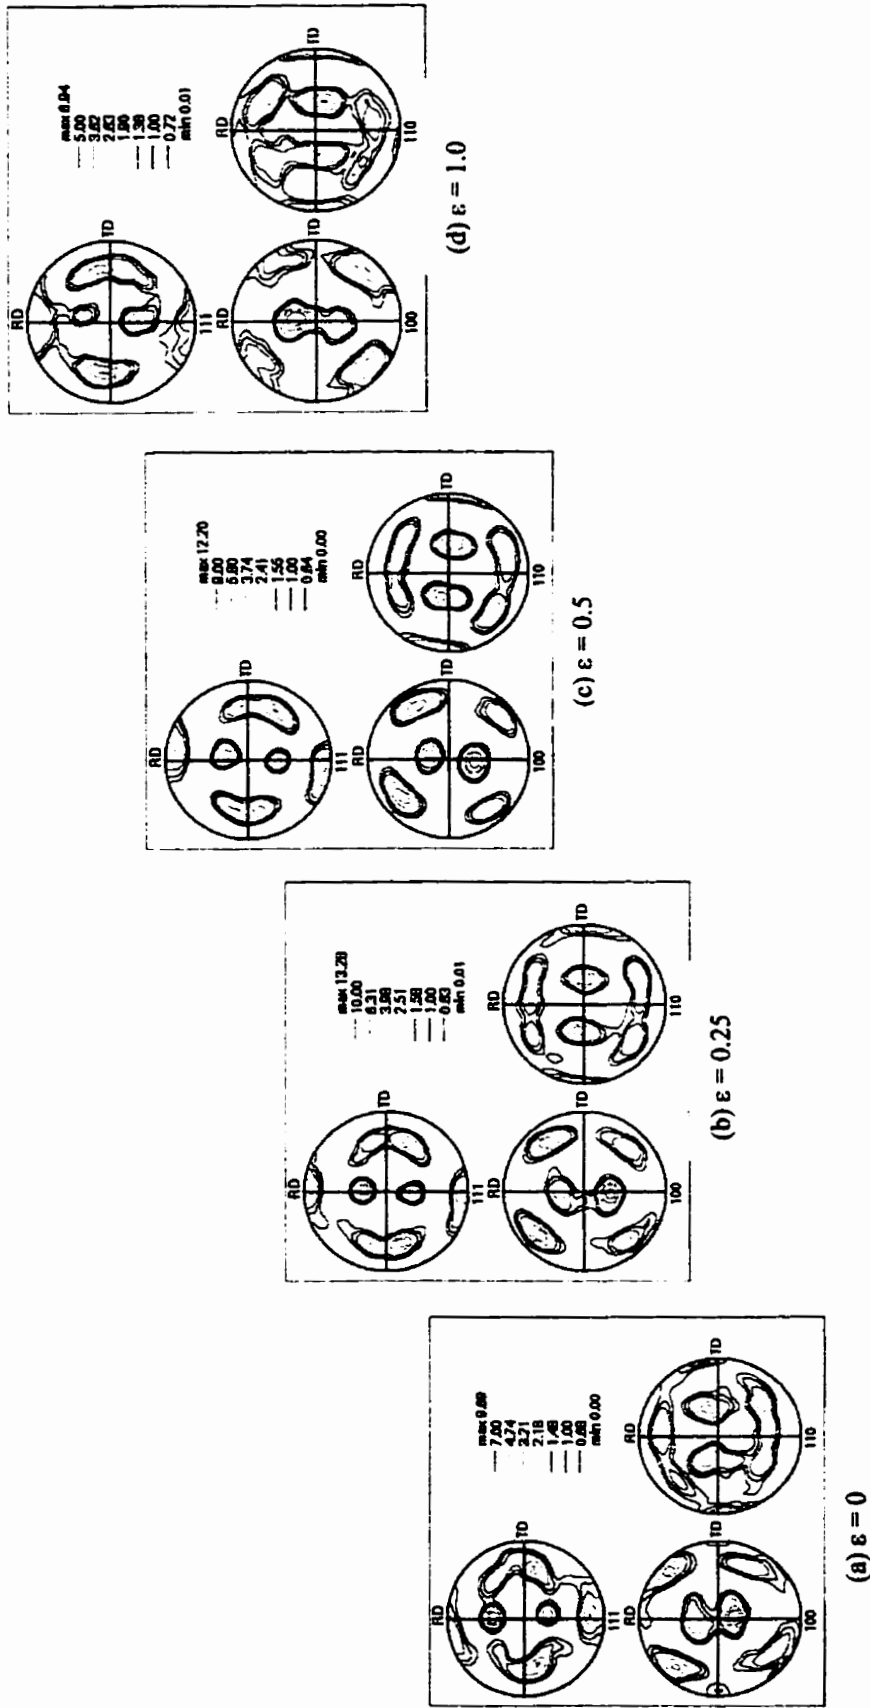 RD
TD
111
max 9.89
7.00
4.74
3.21
2.18
1.48
1.00
0.68
min 0.00
RD
TD
100
RD
TD
110
(a) ε = 0
RD
TD
111
max 13.28
10.00
6.31
3.98
2.51
1.58
1.00
0.63
min 0.01
RD
TD
100
RD
TD
110
(b) ε = 0.25
RD
TD
111
max 12.20
9.00
5.80
3.74
2.41
1.55
1.00
0.64
min 0.00
RD
TD
100
RD
TD
110
(c) ε = 0.5
RD
TD
111
max 6.94
5.00
3.62
2.63
1.90
1.38
1.00
0.72
min 0.01
RD
TD
100
RD
TD
110
(d) ε = 1.0